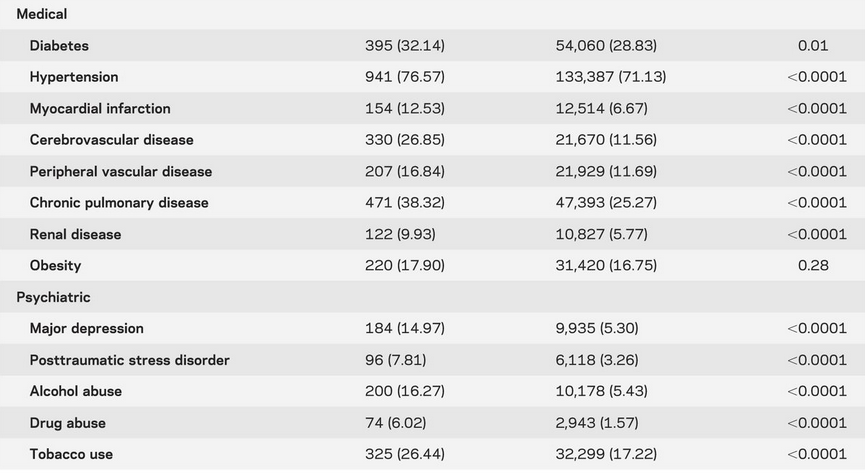 Medical
Diabetes 395 (32.14) 54,060 (28.83) 0.01
Hypertension 941 (76.57) 133,387 (71.13) <0.0001
Myocardial infarction 154 (12.53) 12,514 (6.67) <0.0001
Cerebrovascular disease 330 (26.85) 21,670 (11.56) <0.0001
Peripheral vascular disease 207 (16.84) 21,929 (11.69) <0.0001
Chronic pulmonary disease 471 (38.32) 47,393 (25.27) <0.0001
Renal disease 122 (9.93) 10,827 (5.77) <0.0001
Obesity 220 (17.90) 31,420 (16.75) 0.28
Psychiatric
Major depression 184 (14.97) 9,935 (5.30) <0.0001
Posttraumatic stress disorder 96 (7.81) 6,118 (3.26) <0.0001
Alcohol abuse 200 (16.27) 10,178 (5.43) <0.0001
Drug abuse 74 (6.02) 2,943 (1.57) <0.0001
Tobacco use 325 (26.44) 32,299 (17.22) <0.0001